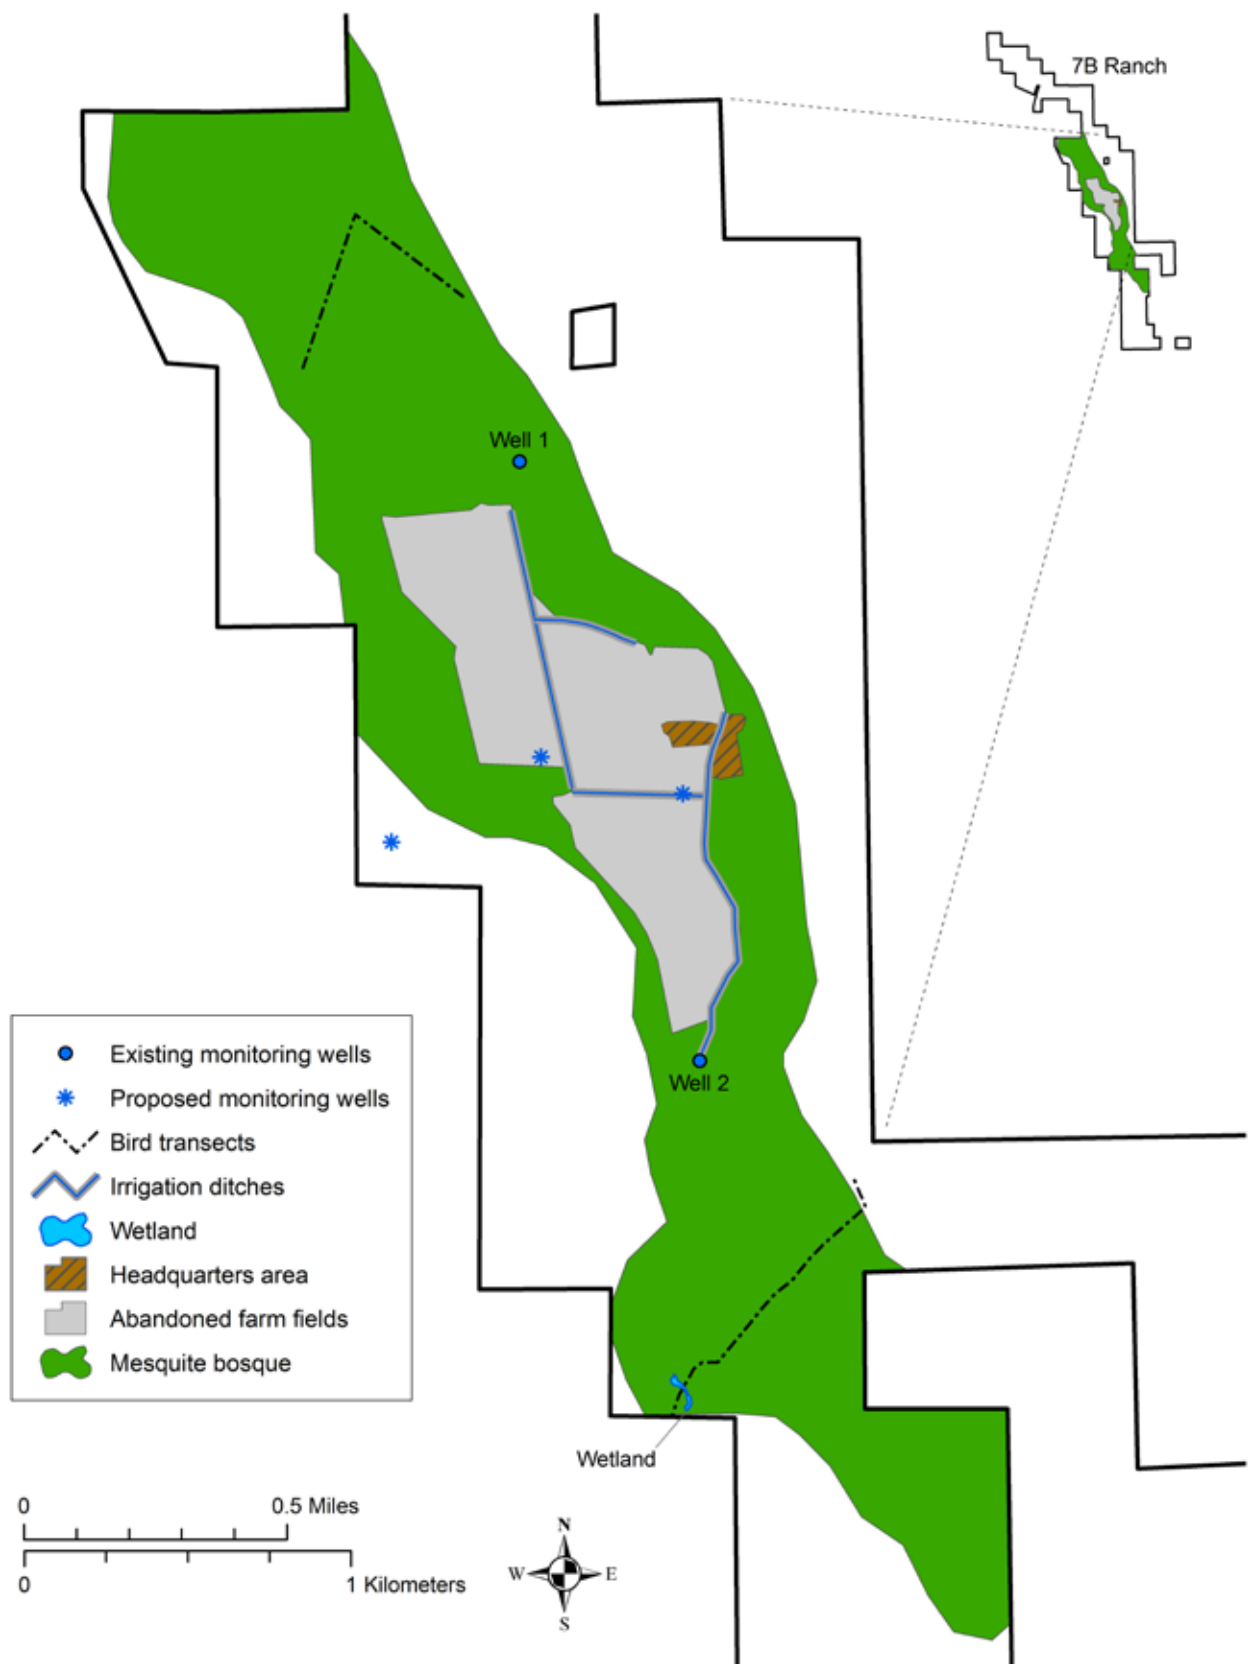 7B Ranch
Well 1
Well 2
Existing monitoring wells
Proposed monitoring wells
Bird transects
Irrigation ditches
Wetland
Headquarters area
Abandoned farm fields
Mesquite bosque
Wetland
0 0.5 Miles
0 1 Kilometers
N
W E
S